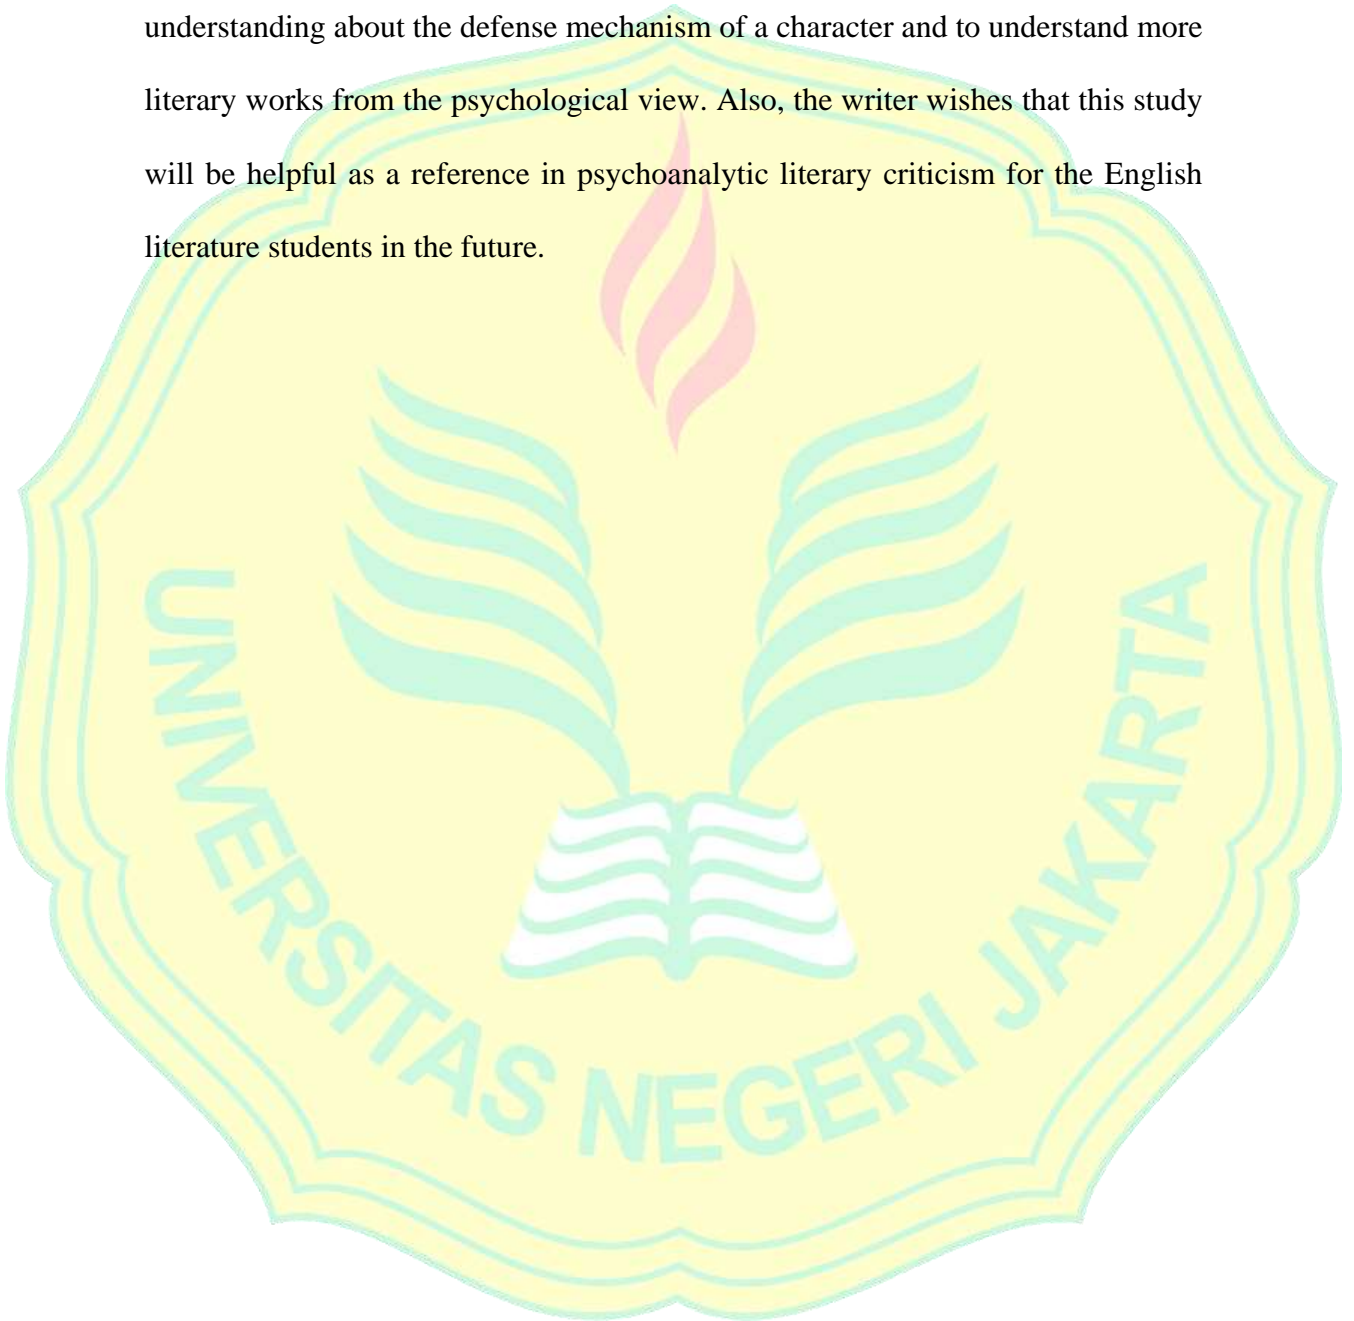 understanding about the defense mechanism of a character and to understand more
literary works from the psychological view. Also, the writer wishes that this study
will be helpful as a reference in psychoanalytic literary criticism for the English
literature students in the future.
UNIVERSITAS NEGERI JAKARTA